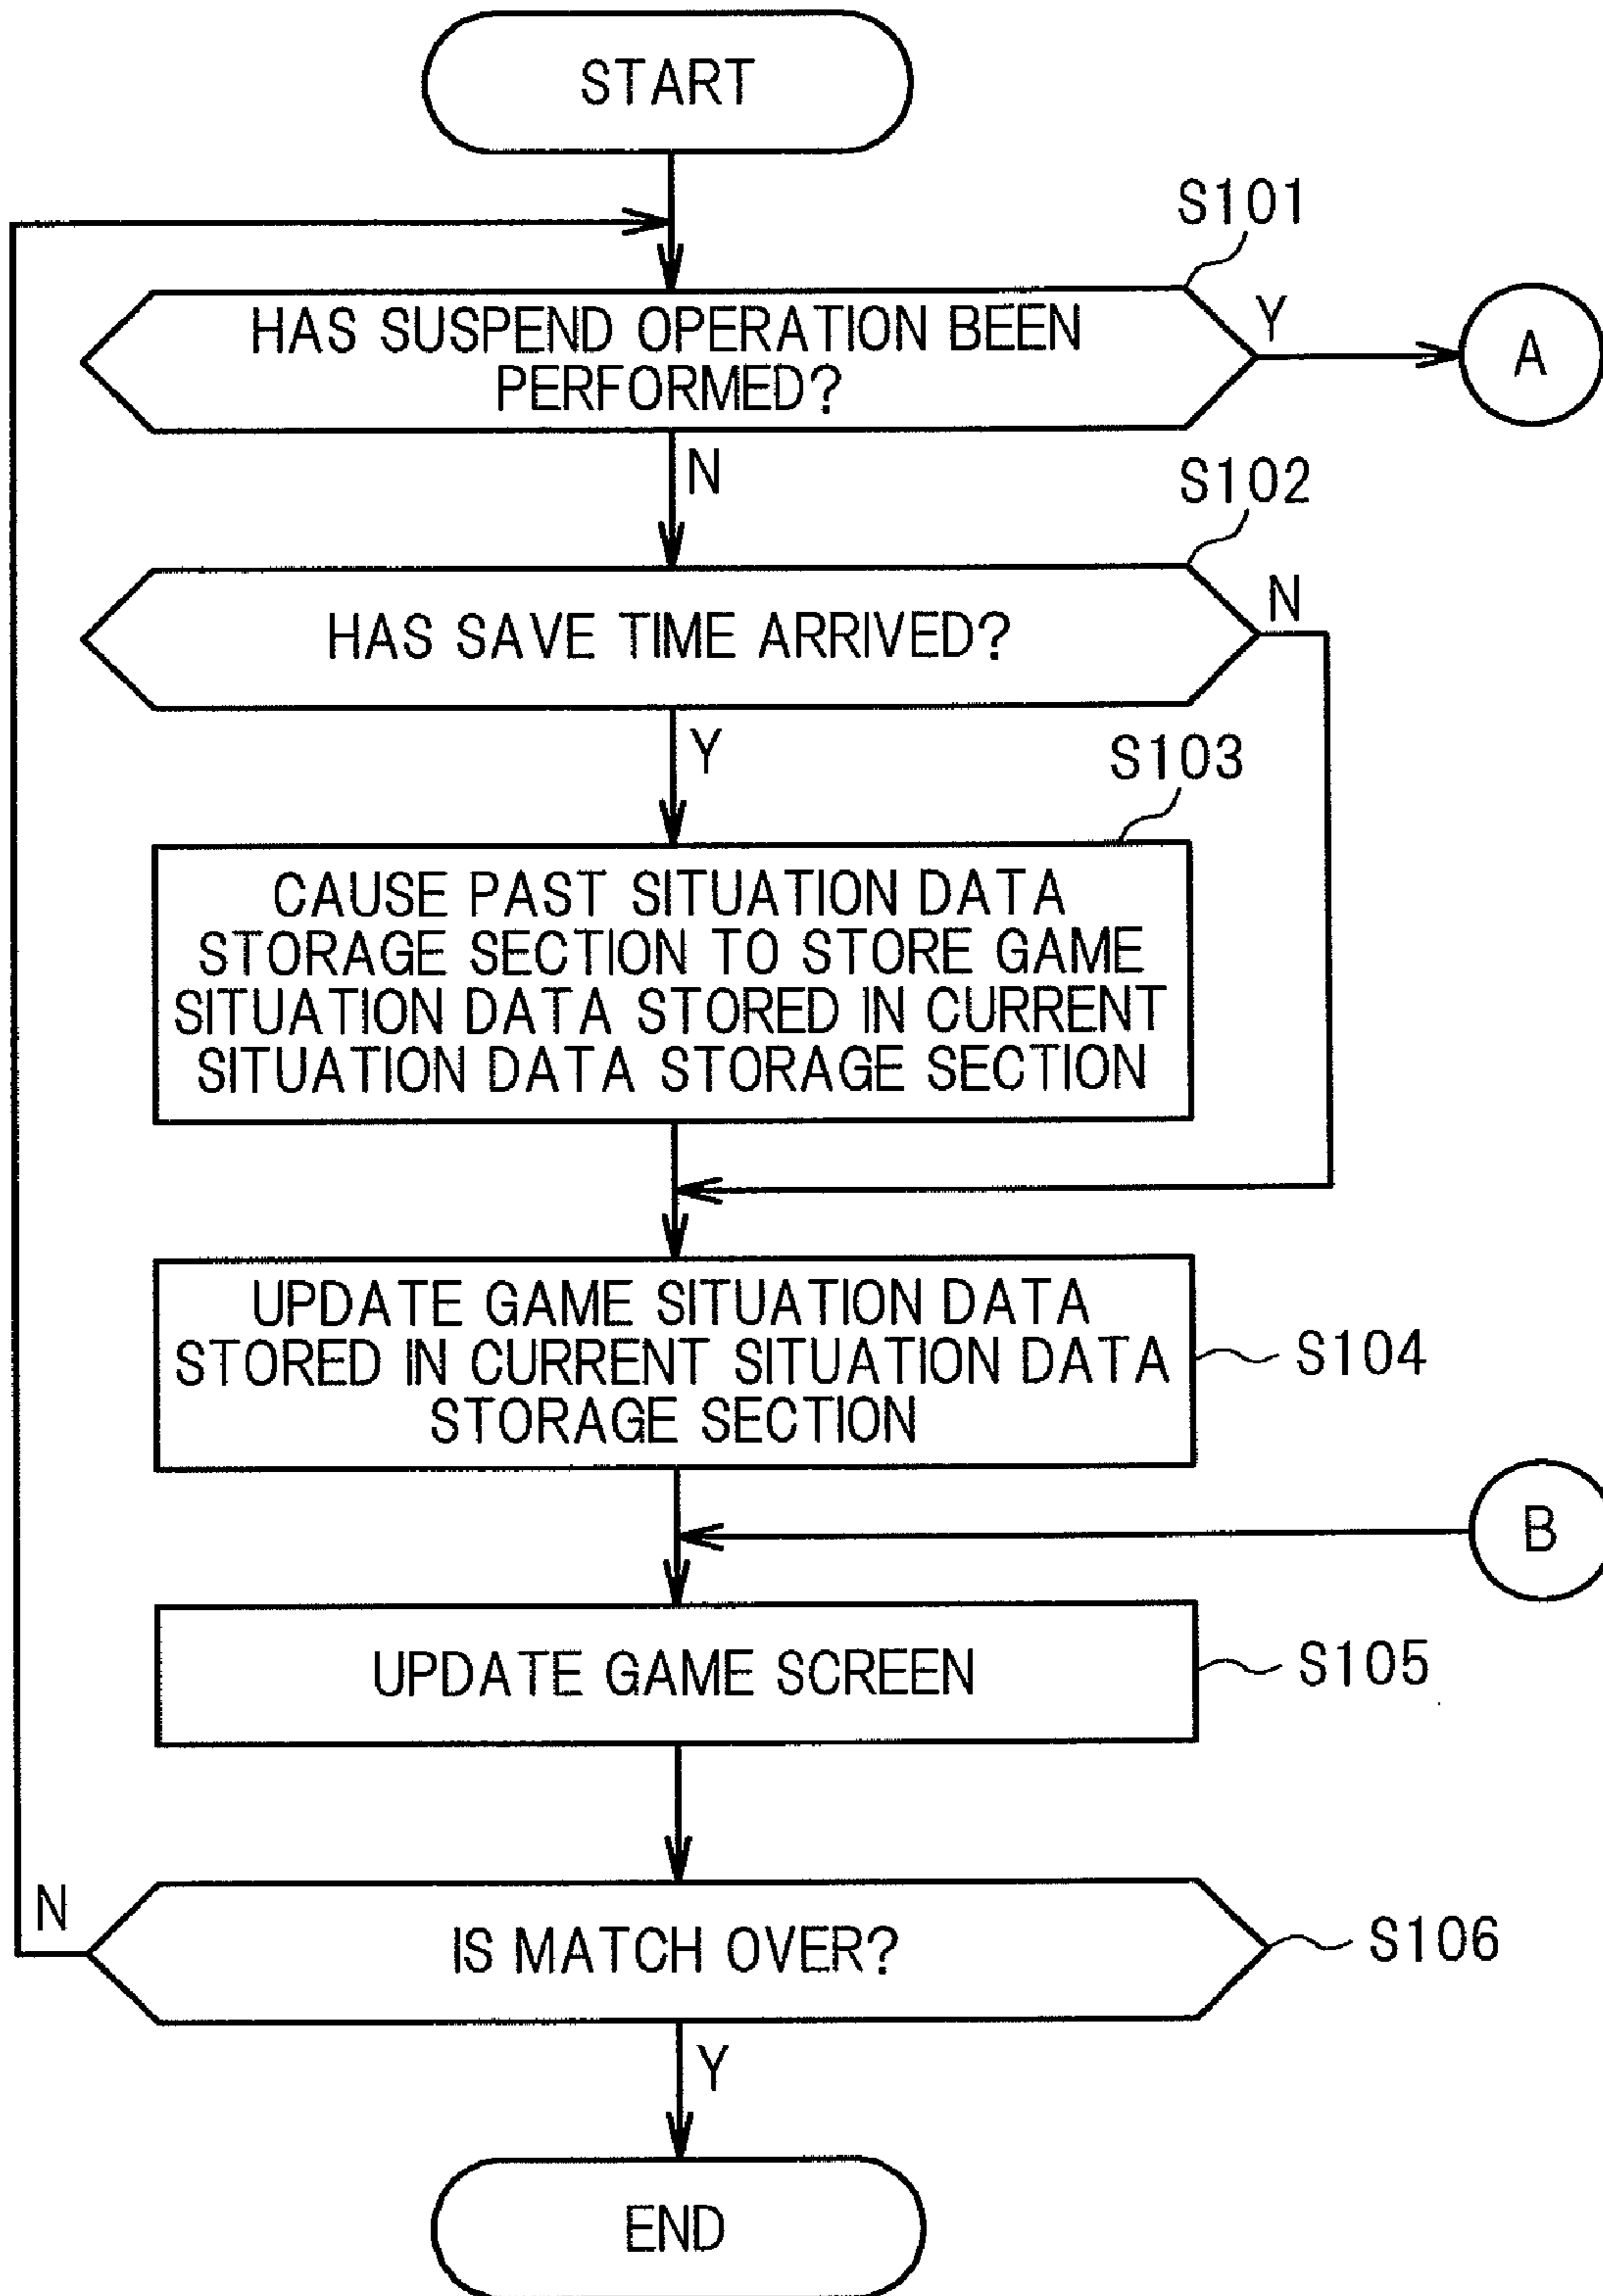 START
S101
HAS SUSPEND OPERATION BEEN
PERFORMED?
Y
A
N
S102
HAS SAVE TIME ARRIVED?
N
Y
S103
CAUSE PAST SITUATION DATA
STORAGE SECTION TO STORE GAME
SITUATION DATA STORED IN CURRENT
SITUATION DATA STORAGE SECTION
UPDATE GAME SITUATION DATA
STORED IN CURRENT SITUATION DATA
STORAGE SECTION
S104
B
UPDATE GAME SCREEN
S105
N
IS MATCH OVER?
S106
Y
END